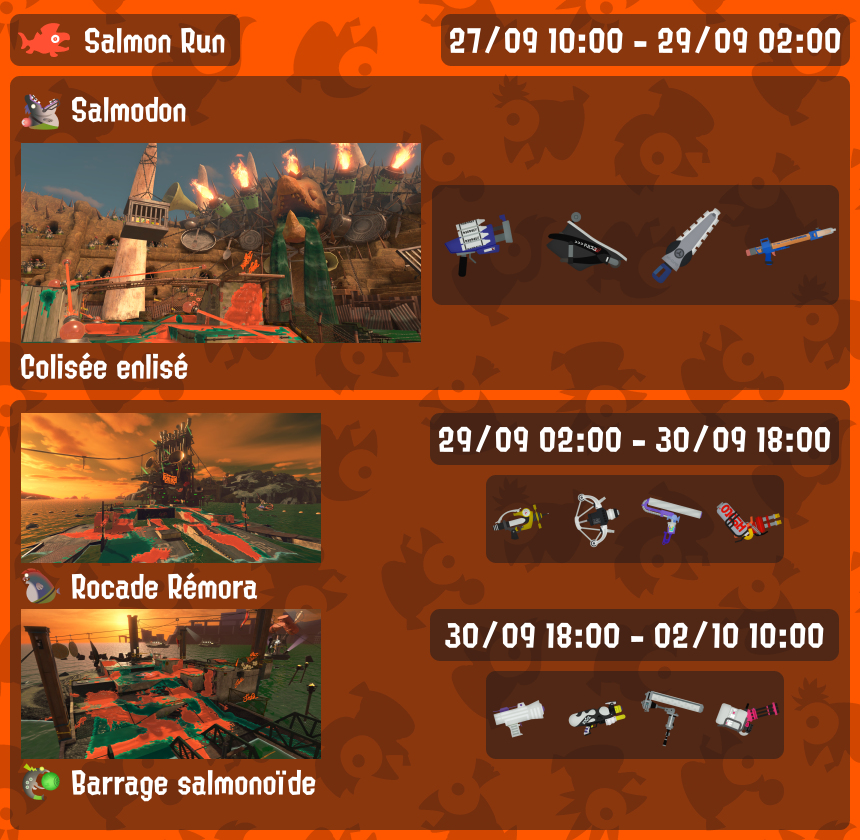 Salmon Run
27/09 10:00 - 29/09 02:00
Salmodon
Colisée enlisé
29/09 02:00 - 30/09 18:00
Rocade Rémora
30/09 18:00 - 02/10 10:00
Barrage salmonoïde